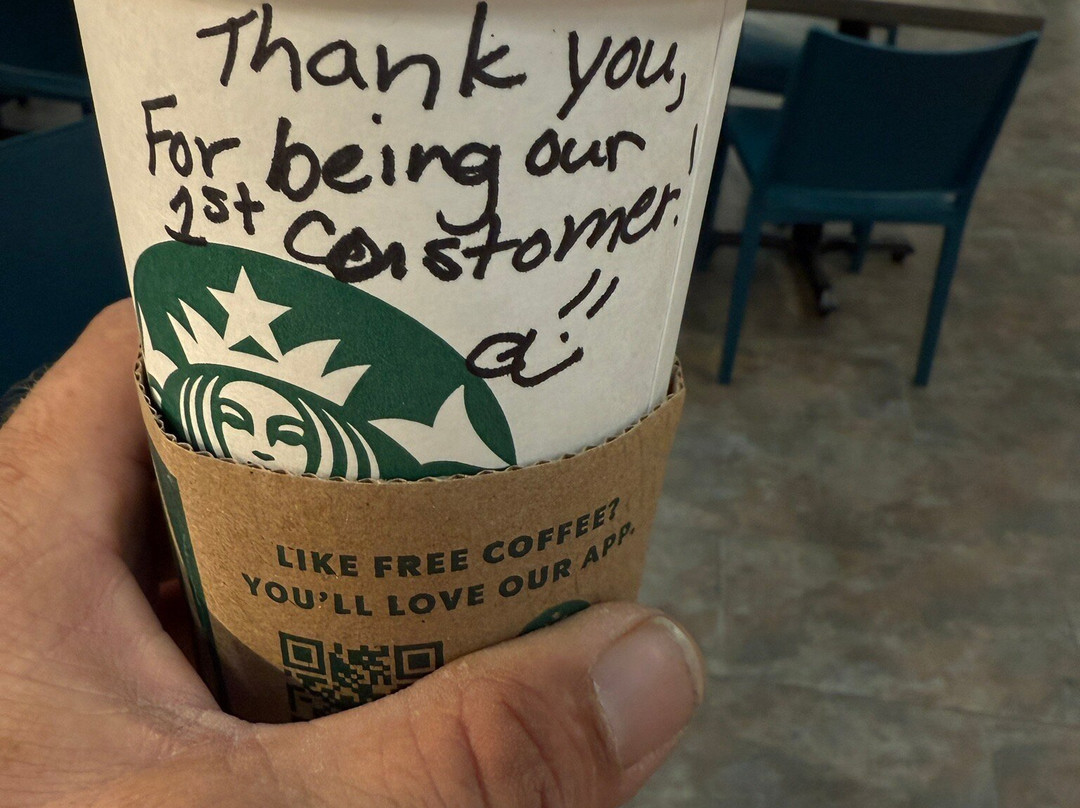 Thank you,
For being our
1st Constomer!
LIKE FREE COFFEE?
YOU'LL LOVE OUR APP.